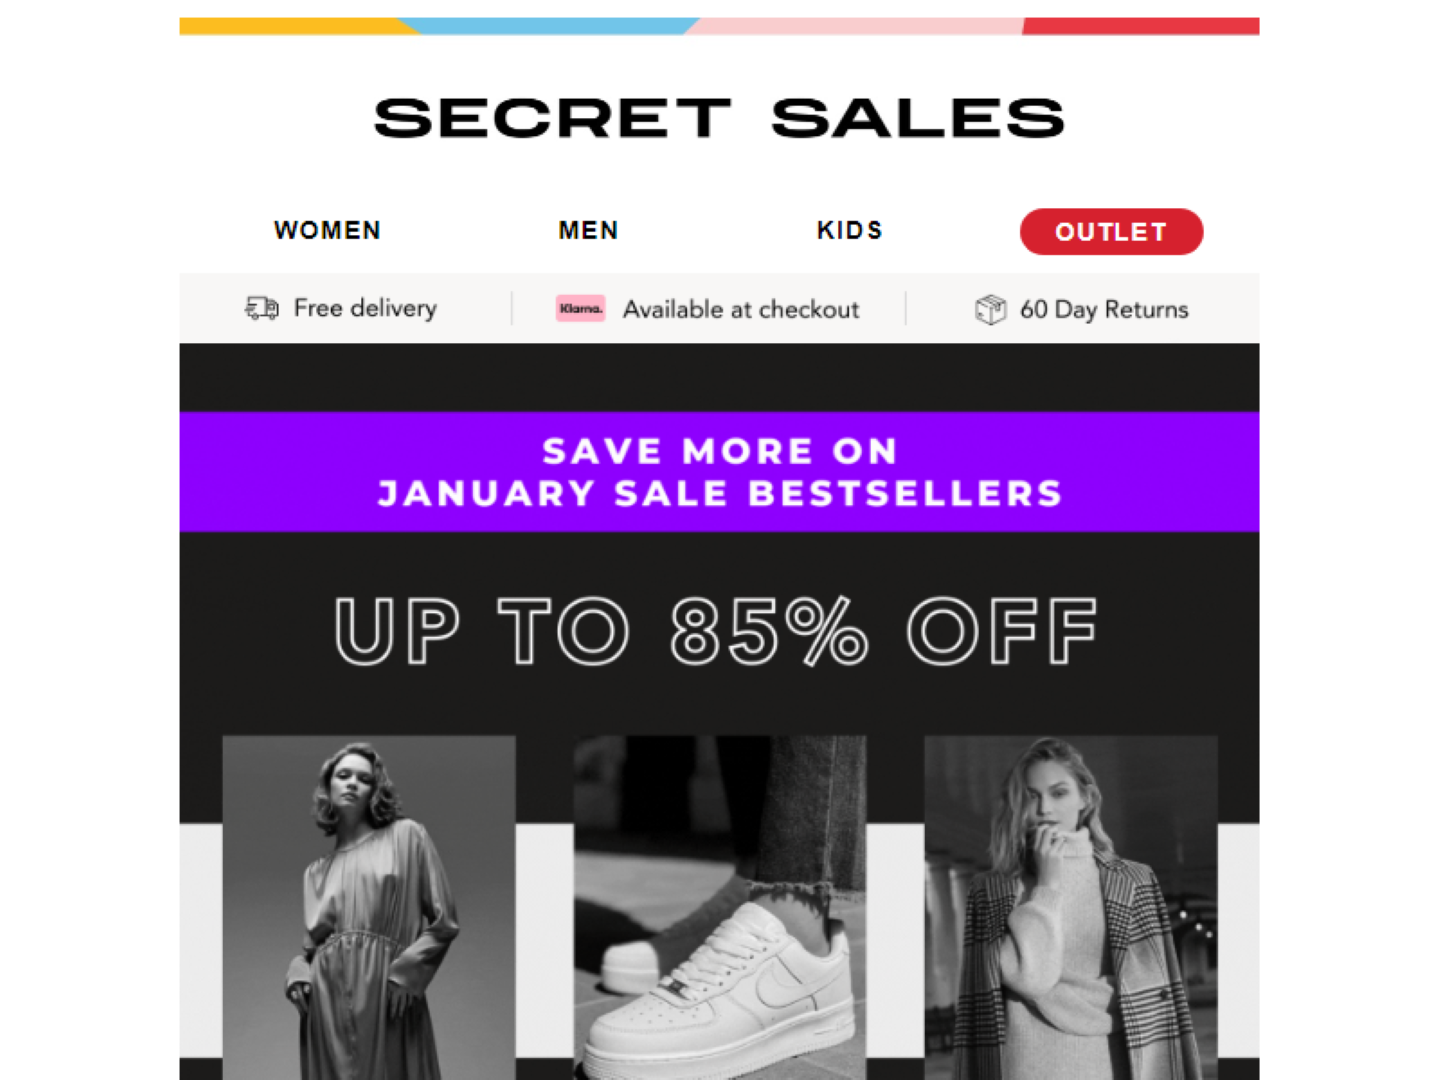 SECRET SALES
WOMEN MEN KIDS OUTLET
Free delivery Klarna. Available at checkout 60 Day Returns
SAVE MORE ON
JANUARY SALE BESTSELLERS
UP TO 85% OFF